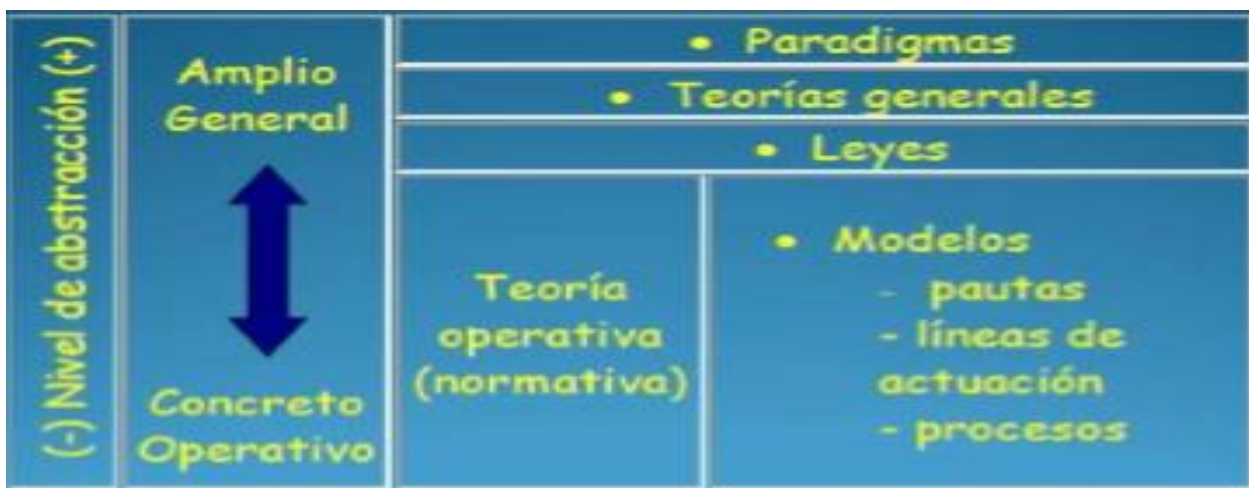 (-) Nivel de abstracción (+)
Amplio
General
Concreto
Operativo
• Paradigmas
• Teorías generales
• Leyes
Teoría
operativa
(normativa)
• Modelos
- pautas
- líneas de
actuación
- procesos